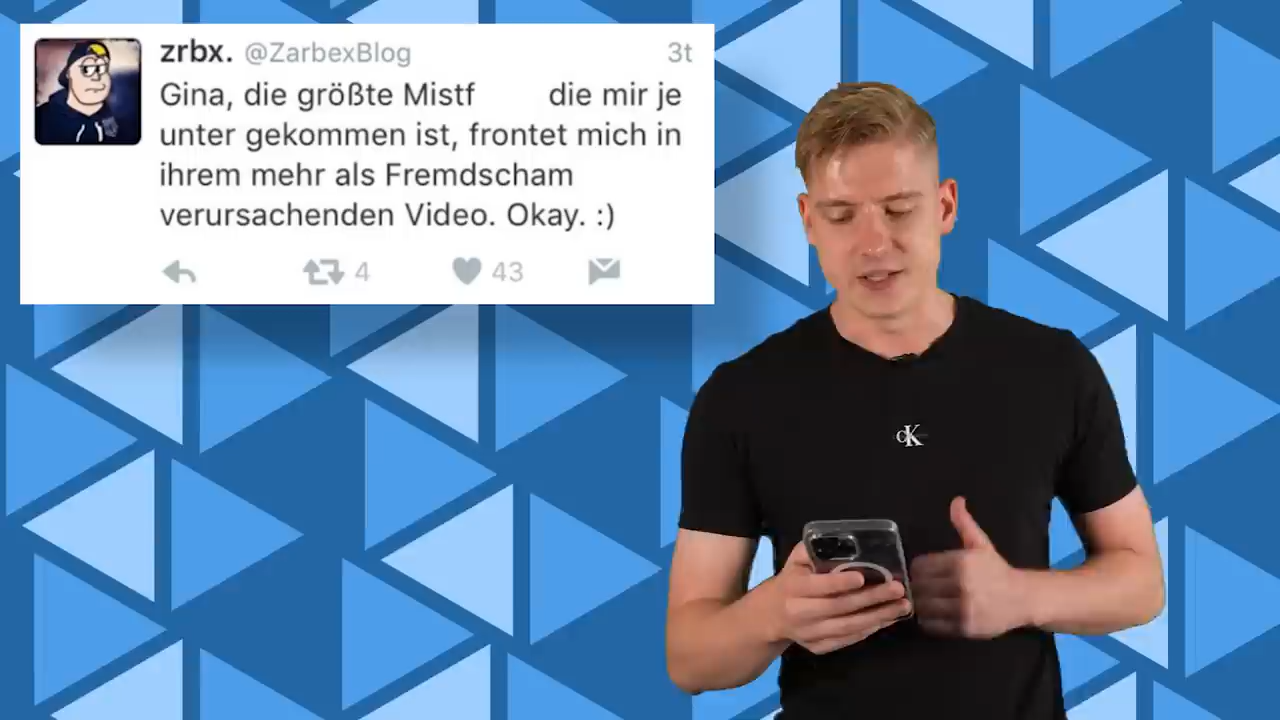 zrbx. @ZarbexBlog 3t
Gina, die größte Mistf die mir je
unter gekommen ist, frontet mich in
ihrem mehr als Fremdscham
verursachenden Video. Okay. :)
4 43
cK